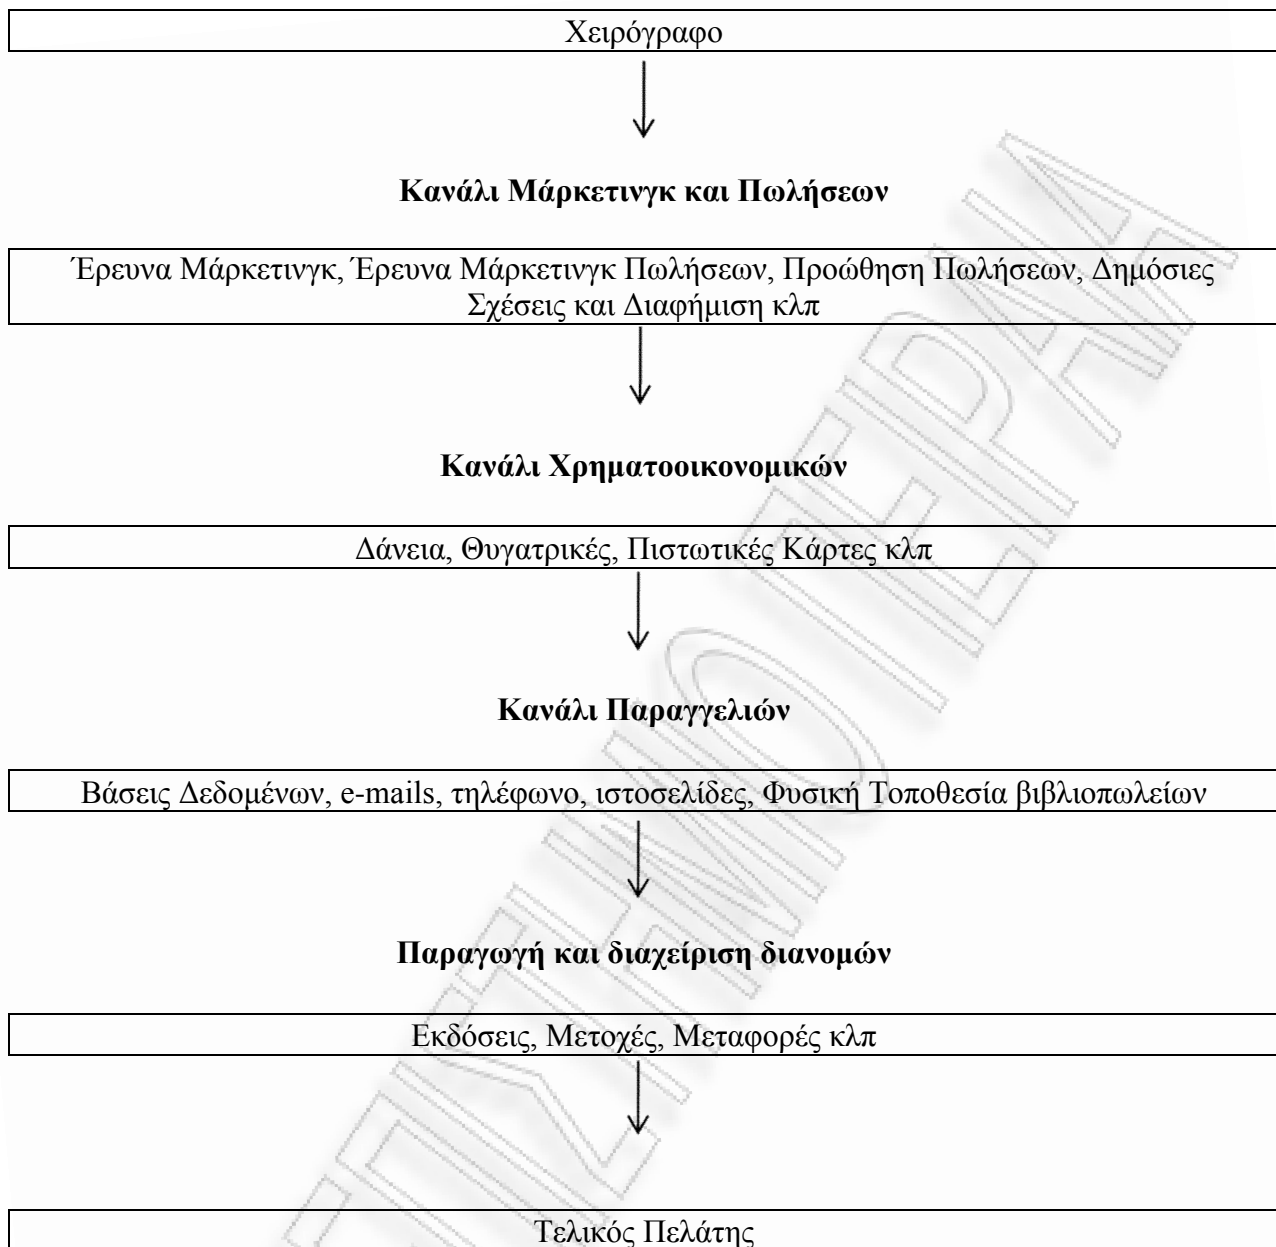 Χειρόγραφο
Κανάλι Μάρκετινγκ και Πωλήσεων
Έρευνα Μάρκετινγκ, Έρευνα Μάρκετινγκ Πωλήσεων, Προώθηση Πωλήσεων, Δημόσιες
Σχέσεις και Διαφήμιση κλπ
Κανάλι Χρηματοοικονομικών
Δάνεια, Θυγατρικές, Πιστωτικές Κάρτες κλπ
Κανάλι Παραγγελιών
Βάσεις Δεδομένων, e-mails, τηλέφωνο, ιστοσελίδες, Φυσική Τοποθεσία βιβλιοπωλείων
Παραγωγή και διαχείριση διανομών
Εκδόσεις, Μετοχές, Μεταφορές κλπ
Τελικός Πελάτης